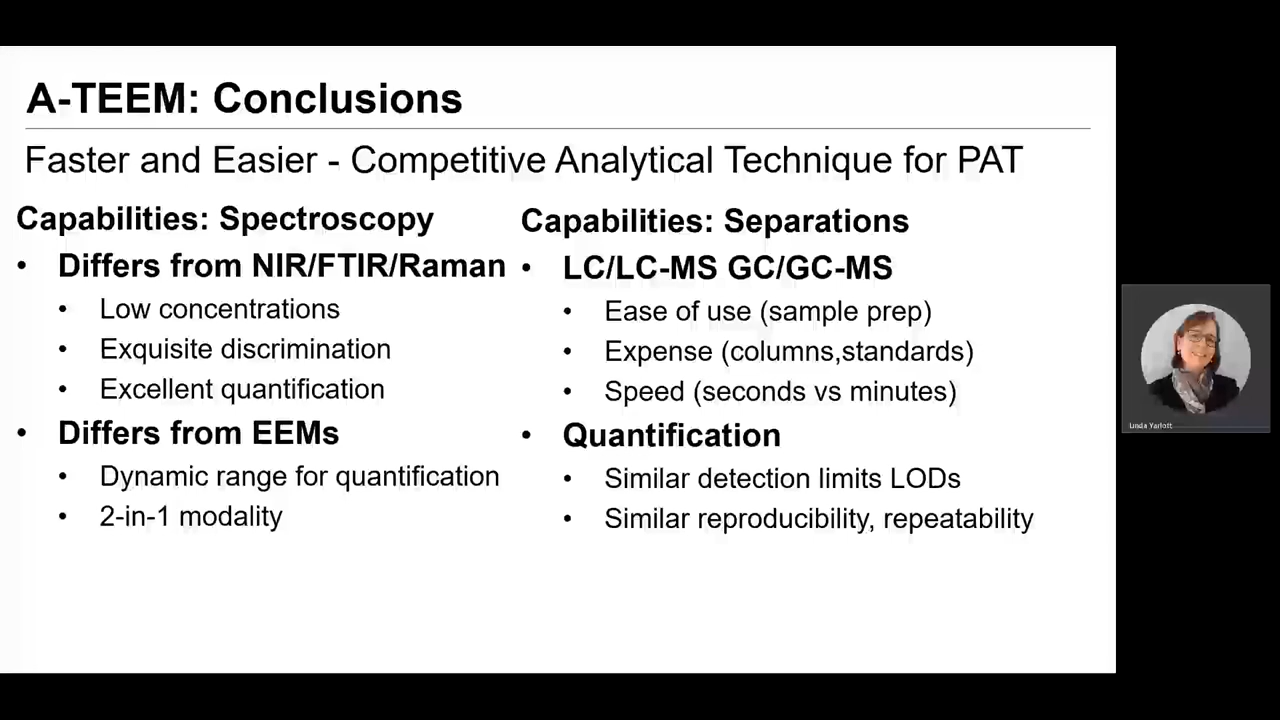 A-TEEM: Conclusions
Faster and Easier - Competitive Analytical Technique for PAT
Capabilities: Spectroscopy
• Differs from NIR/FTIR/Raman
• Low concentrations
• Exquisite discrimination
• Excellent quantification
• Differs from EEMs
• Dynamic range for quantification
• 2-in-1 modality
Capabilities: Separations
• LC/LC-MS GC/GC-MS
• Ease of use (sample prep)
• Expense (columns,standards)
• Speed (seconds vs minutes)
• Quantification
• Similar detection limits LODs
• Similar reproducibility, repeatability
Linda Yarlott